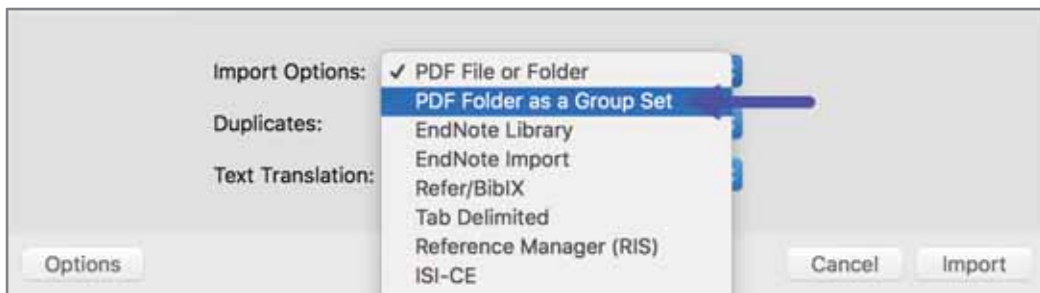 Import Options: ✓ PDF File or Folder
PDF Folder as a Group Set
Duplicates:
EndNote Library
EndNote Import
Text Translation:
Refer/BibIX
Tab Delimited
Reference Manager (RIS)
ISI-CE
Options
Cancel
Import